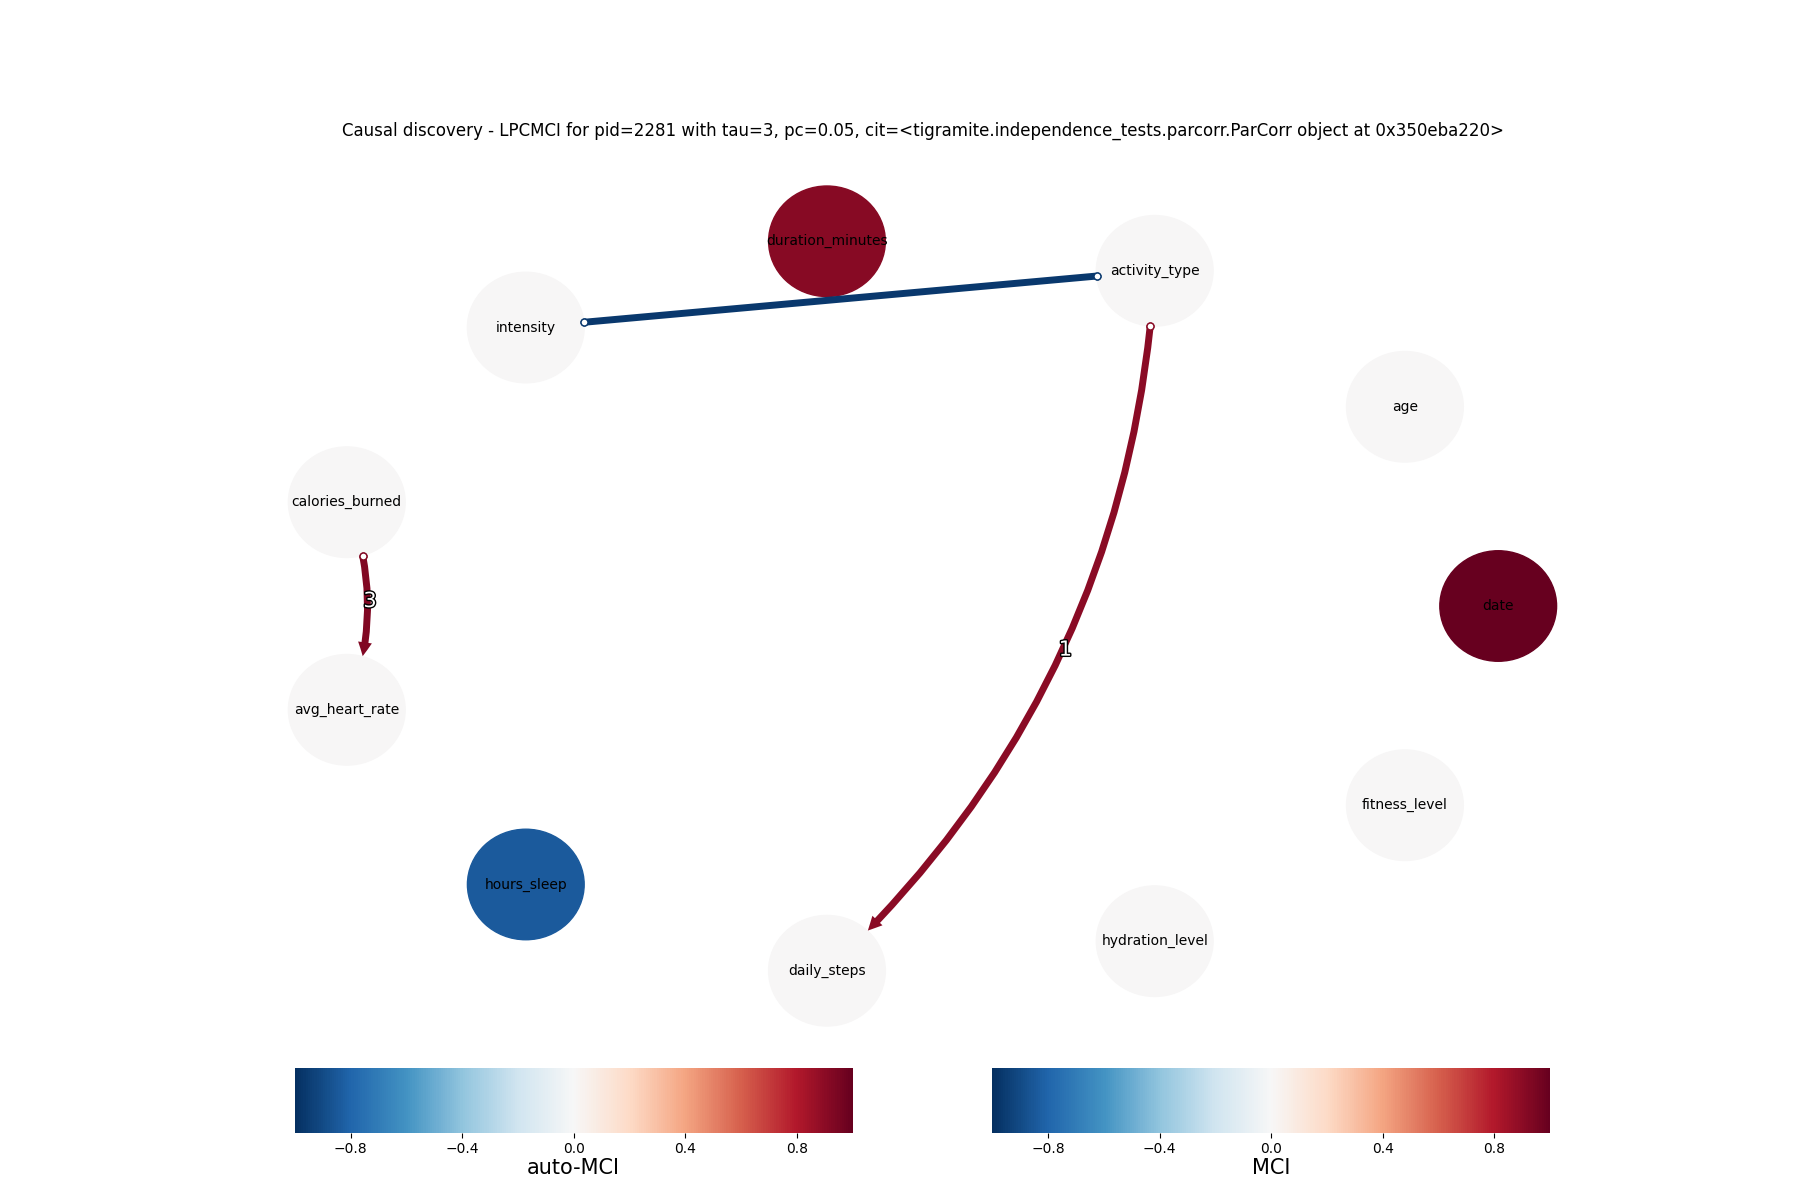 Causal discovery - LPCMCI for pid=2281 with tau=3, pc=0.05, cit=<tigramite.independence_tests.parcorr.ParCorr object at 0x350eba220>
duration_minutes
activity_type
intensity
age
calories_burned
3
date
1
avg_heart_rate
fitness_level
hours_sleep
hydration_level
daily_steps
−0.8 −0.4 0.0 0.4 0.8
auto-MCI
−0.8 −0.4 0.0 0.4 0.8
MCI